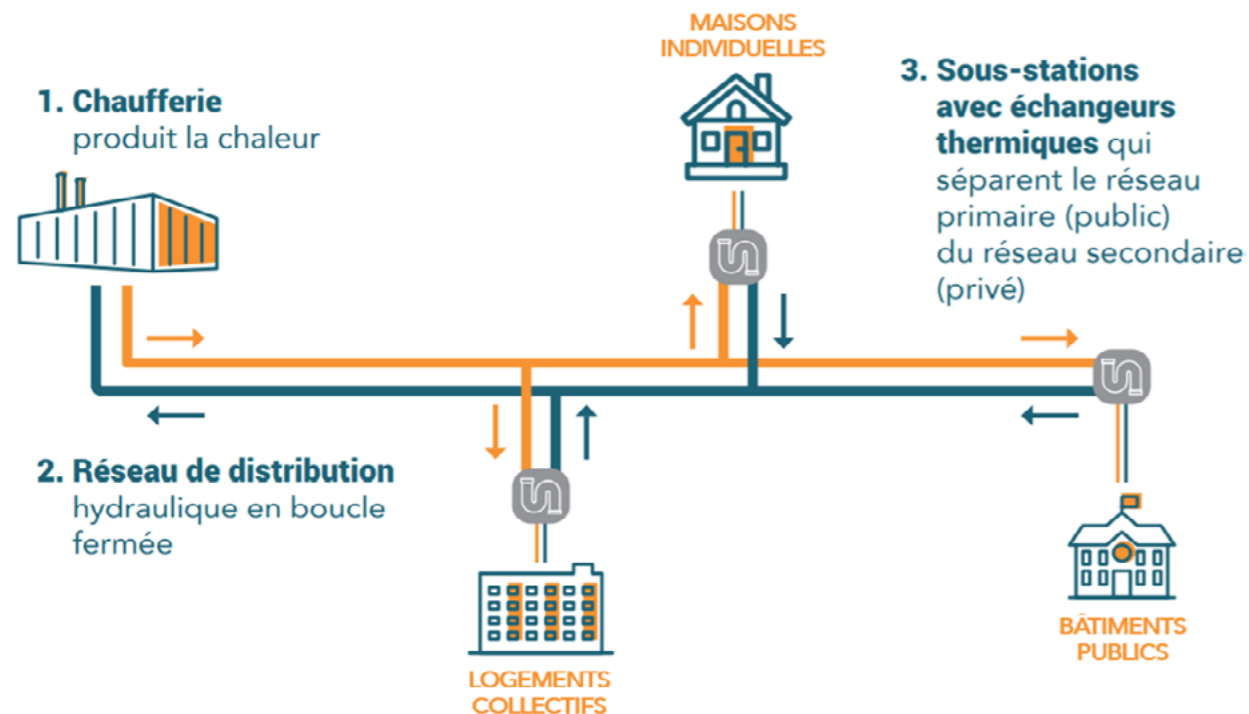 MAISONS
INDIVIDUELLES
1. Chaufferie
produit la chaleur
3. Sous-stations
avec échangeurs
thermiques qui
séparent le réseau
primaire (public)
du réseau secondaire
(privé)
2. Réseau de distribution
hydraulique en boucle
fermée
LOGEMENTS
COLLECTIFS
BÂTIMENTS
PUBLICS